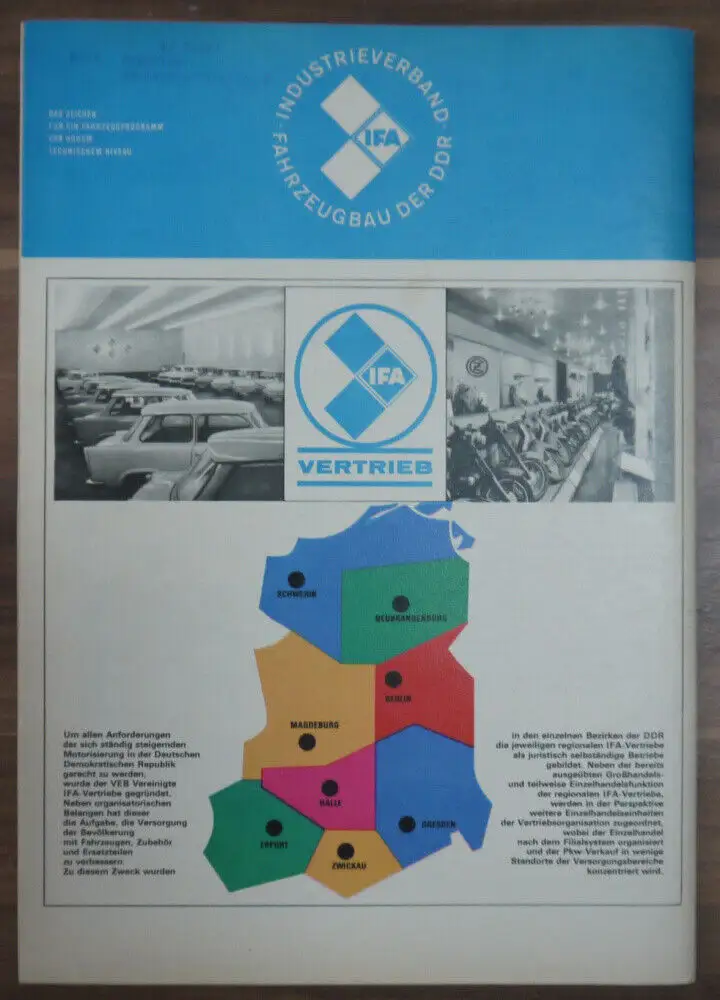 DAS ZEICHEN
FÜR EIN FAHRZEUGPROGRAMM
VON HOHEM
TECHNISCHEM NIVEAU
INDUSTRIEVERBAND
FAHRZEUGBAU DER DDR
IFA
IFA
VERTRIEB
SCHWERIN
NEUBRANDENBURG
BERLIN
MAGDEBURG
HALLE
DRESDEN
ERFURT
ZWICKAU
Um allen Anforderungen
der sich ständig steigernden
Motorisierung in der Deutschen
Demokratischen Republik
gerecht zu werden,
wurde der VEB Vereinigte
IFA-Vertriebe gegründet.
Neben organisatorischen
Belangen hat dieser
die Aufgabe, die Versorgung
der Bevölkerung
mit Fahrzeugen, Zubehör
und Ersatzteilen
zu verbessern.
Zu diesem Zweck wurden
in den einzelnen Bezirken der DDR
die jeweiligen regionalen IFA-Vertriebe
als juristisch selbständige Betriebe
gebildet. Neben der bereits
ausgeübten Großhandels-
und teilweise Einzelhandelsfunktion
der regionalen IFA-Vertriebe,
werden in der Perspektive
weitere Einzelhandelseinheiten
der Vertriebsorganisation zugeordnet,
wobei der Einzelhandel
nach dem Filialsystem organisiert
und der Pkw-Verkauf in wenige
Standorte der Versorgungsbereiche
konzentriert wird.